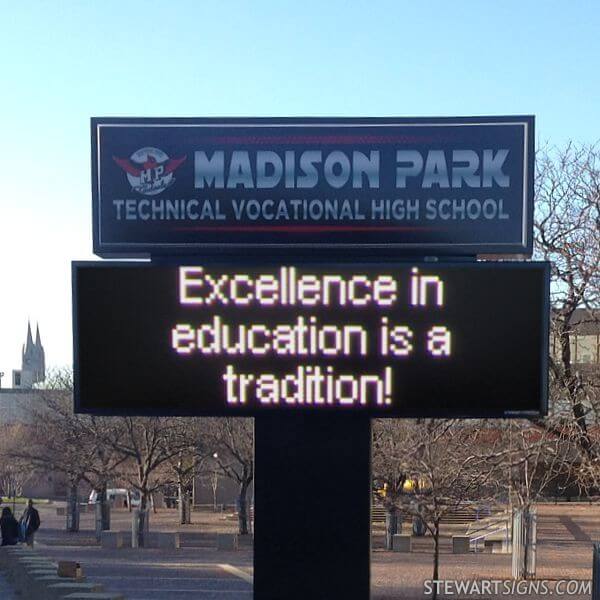 MP
MADISON PARK
TECHNICAL VOCATIONAL HIGH SCHOOL
Excellence in
education is a
tradition!
STEWARTSIGNS.COM